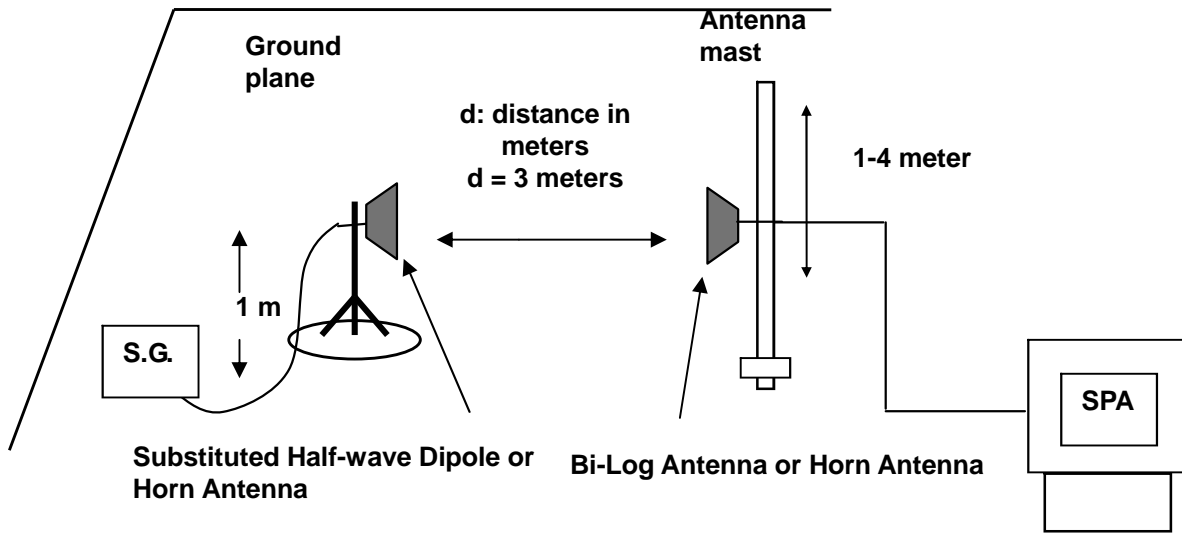 Ground
plane
Antenna
mast
d: distance in
meters
d = 3 meters
1-4 meter
1 m
S.G.
SPA
Substituted Half-wave Dipole or
Horn Antenna
Bi-Log Antenna or Horn Antenna